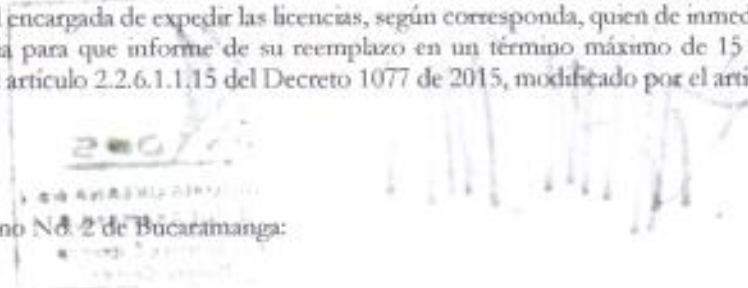 encargada de expedir las licencias, según corresponda, quien de inmed
para que informe de su reemplazo en un término máximo de 15
artículo 2.2.6.1.1.15 del Decreto 1077 de 2015, modificado por el arti
no No. 2 de Bucaramanga: